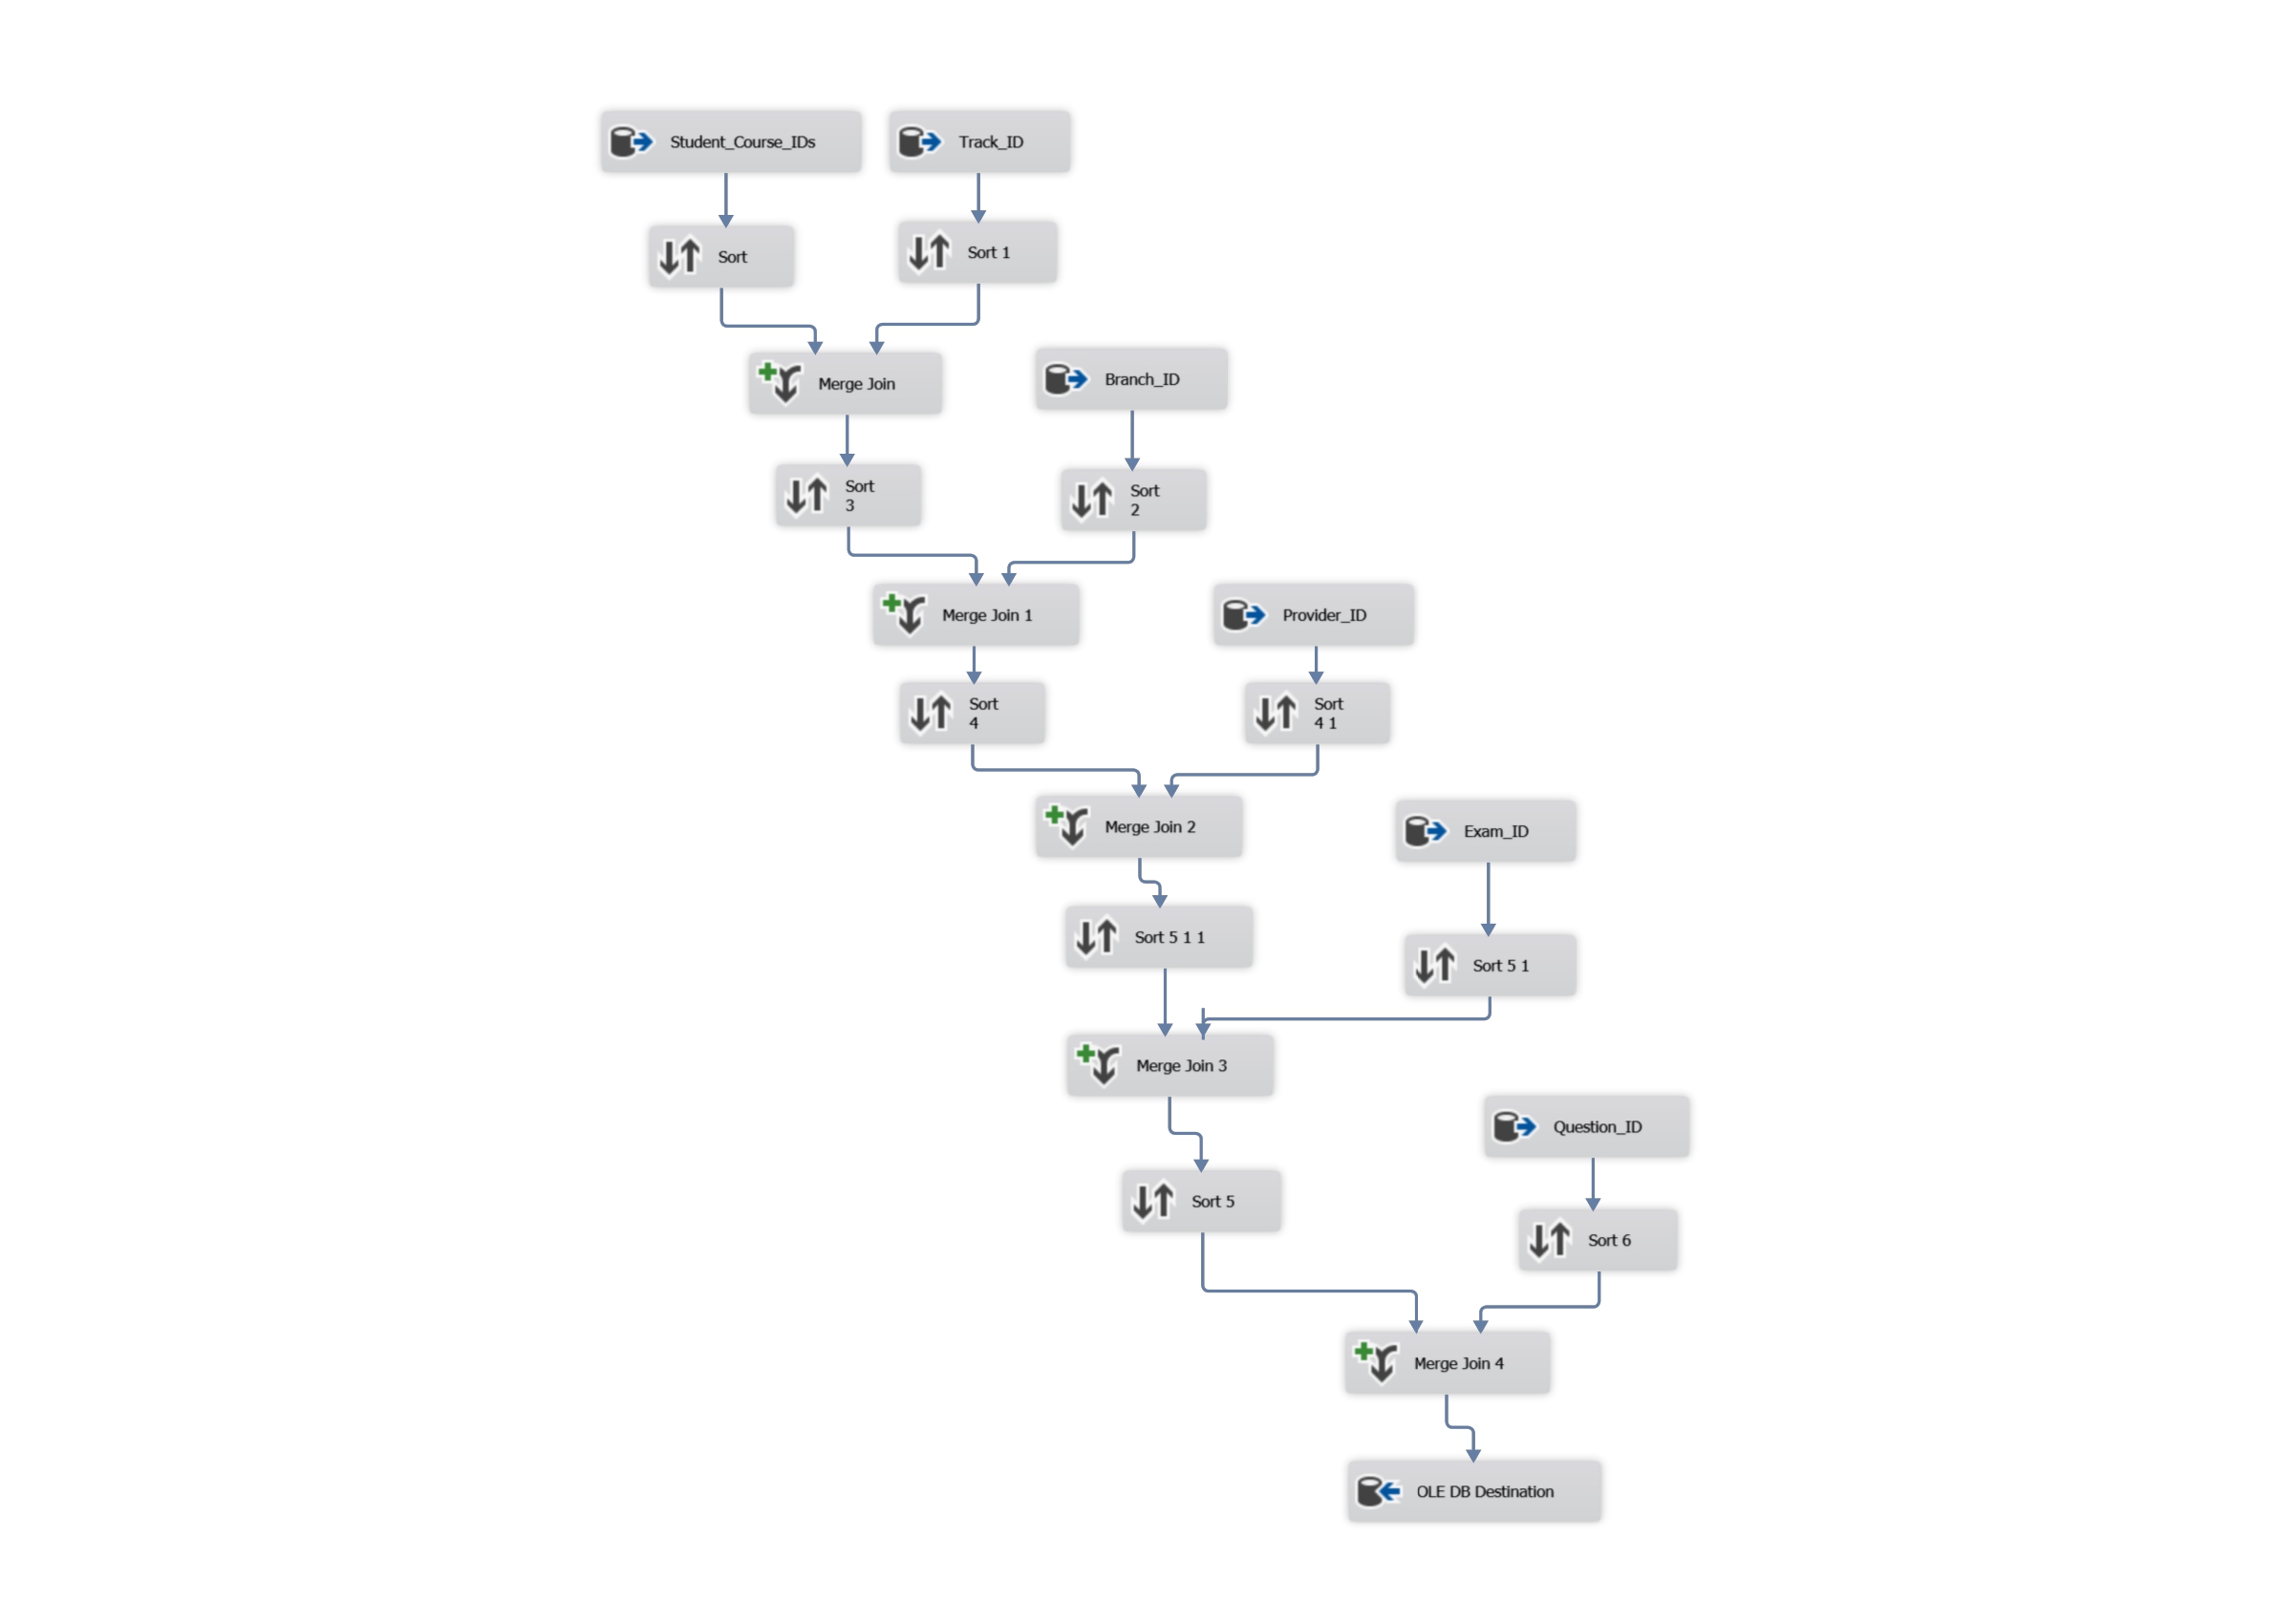 Student_Course_IDs
Track_ID
Sort
Sort 1
Merge Join
Branch_ID
Sort
3
Sort
2
Merge Join 1
Provider_ID
Sort
4
Sort
4 1
Merge Join 2
Exam_ID
Sort 5 1 1
Sort 5 1
Merge Join 3
Question_ID
Sort 5
Sort 6
Merge Join 4
OLE DB Destination